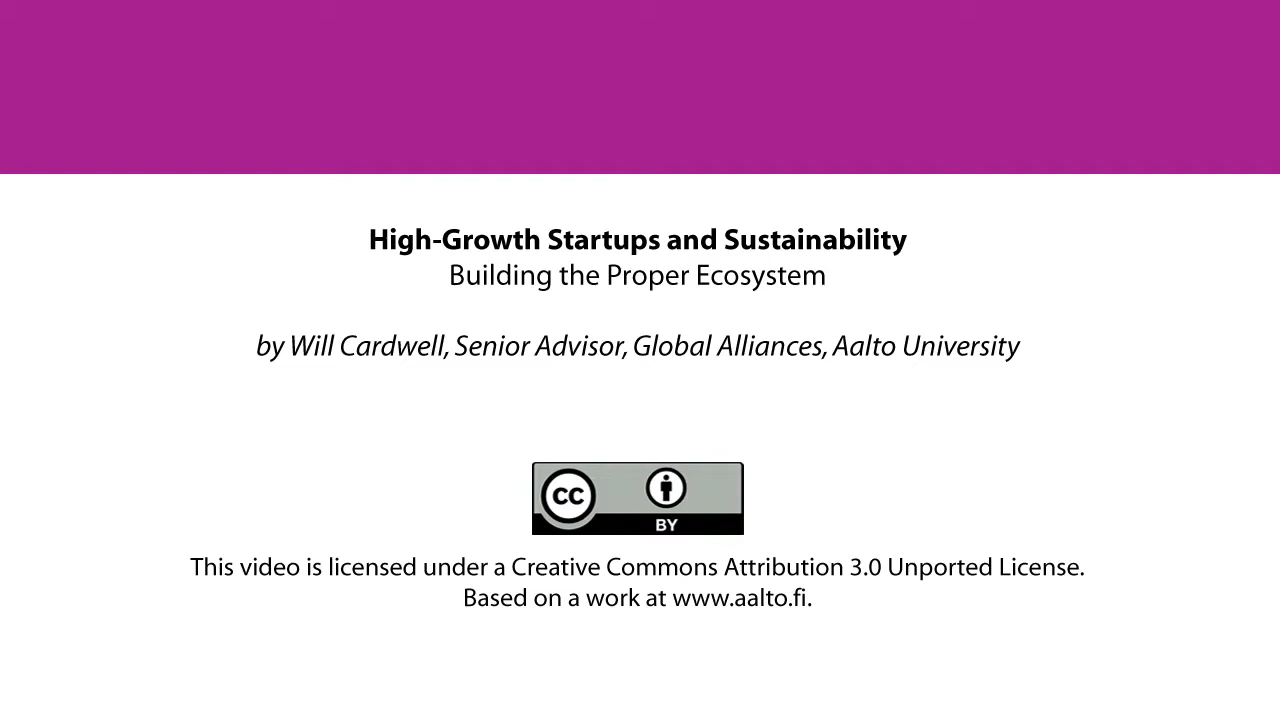 High-Growth Startups and Sustainability
Building the Proper Ecosystem
by Will Cardwell, Senior Advisor, Global Alliances, Aalto University
CC
BY
This video is licensed under a Creative Commons Attribution 3.0 Unported License.
Based on a work at www.aalto.fi.